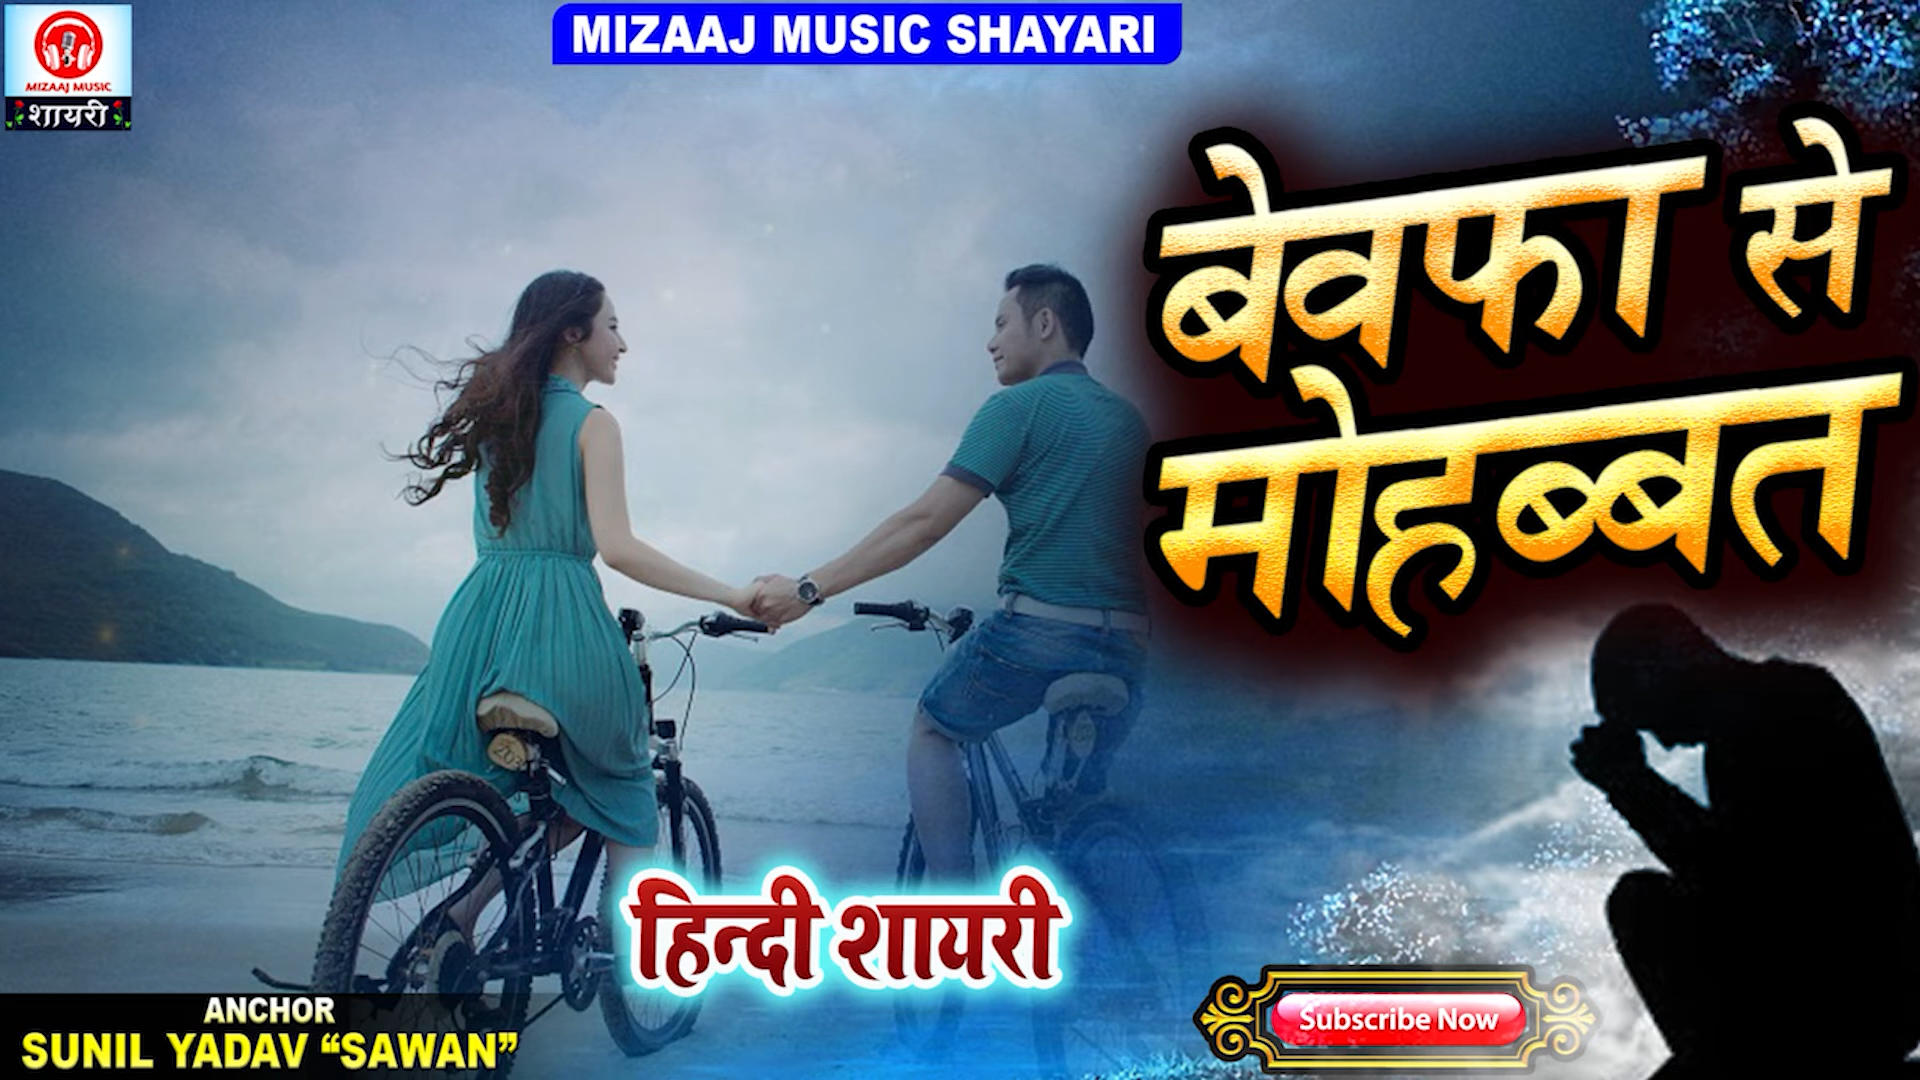 MIZAAJ MUSIC SHAYARI
MIZAAJ MUSIC
शायरी
बेवफा से
मोहब्बत
हिन्दी शायरी
ANCHOR
SUNIL YADAV “SAWAN”
Subscribe Now